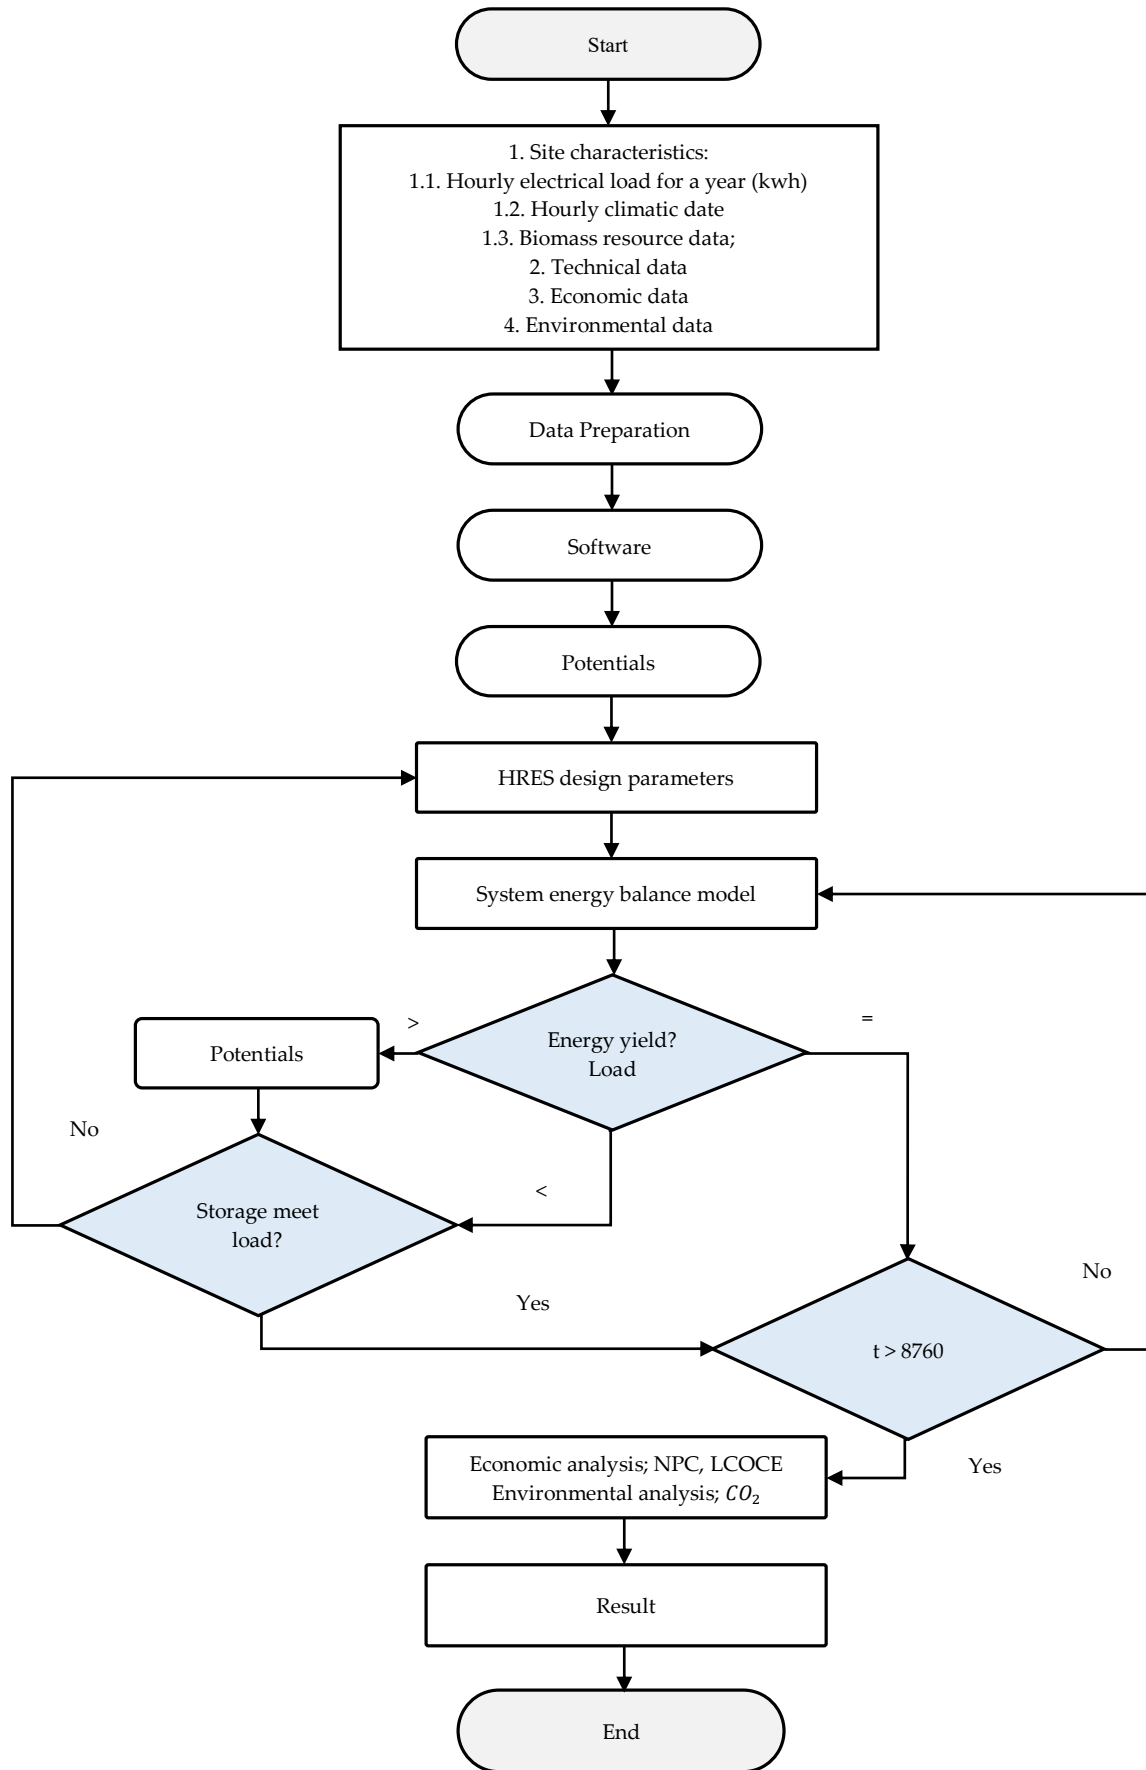 Start
1. Site characteristics:
1.1. Hourly electrical load for a year (kwh)
1.2. Hourly climatic date
1.3. Biomass resource data;
2. Technical data
3. Economic data
4. Environmental data
Data Preparation
Software
Potentials
HRES design parameters
System energy balance model
Energy yield?
Load
>
=
Potentials
No
<
Storage meet
load?
Yes
No
t > 8760
Yes
Economic analysis; NPC, LCOCE
Environmental analysis; CO₂
Result
End